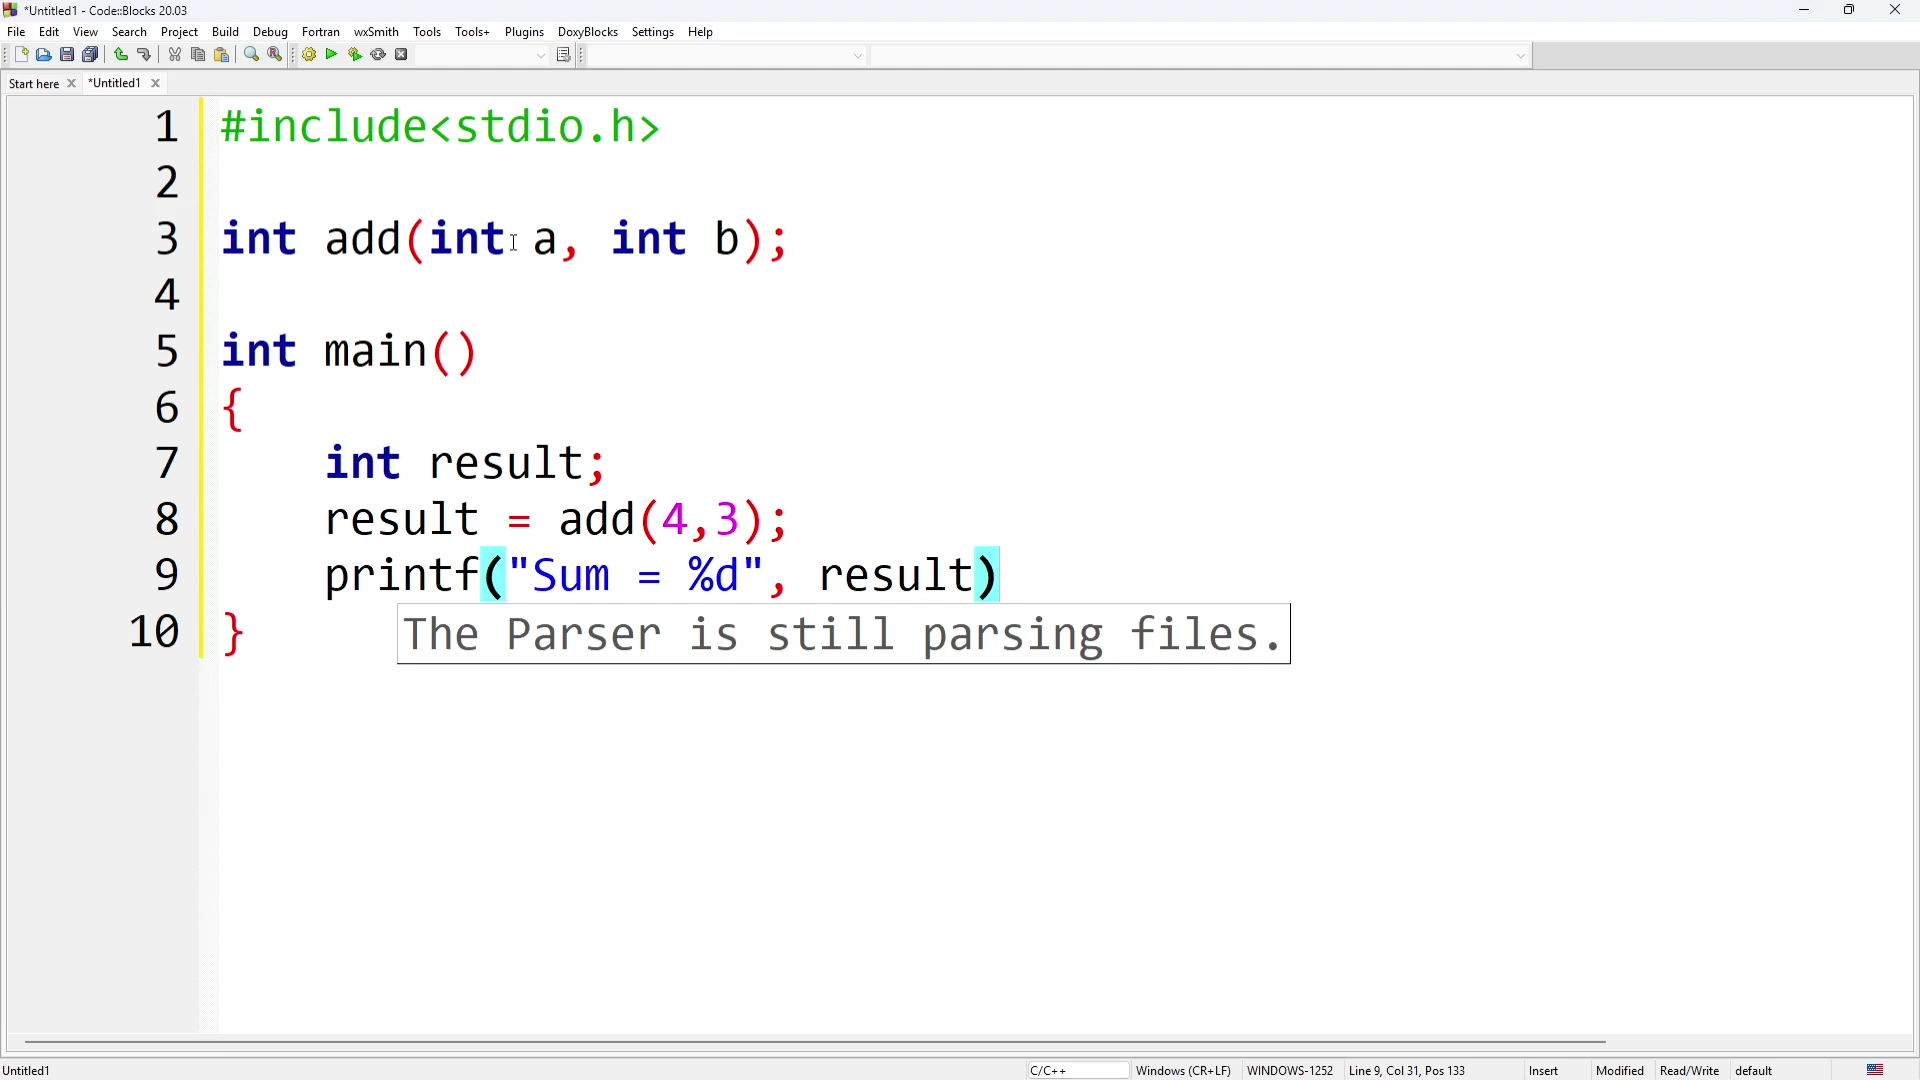 *Untitled1 - Code::Blocks 20.03
File Edit View Search Project Build Debug Fortran wxSmith Tools Tools+ Plugins DoxyBlocks Settings Help
Start here *Untitled1
1 #include<stdio.h>
2
3 int add(int a, int b);
4
5 int main()
6 {
7 int result;
8 result = add(4,3);
9 printf("Sum = %d", result)
10 }
The Parser is still parsing files.
Untitled1 C/C++ Windows (CR+LF) WINDOWS-1252 Line 9, Col 31, Pos 133 Insert Modified Read/Write default